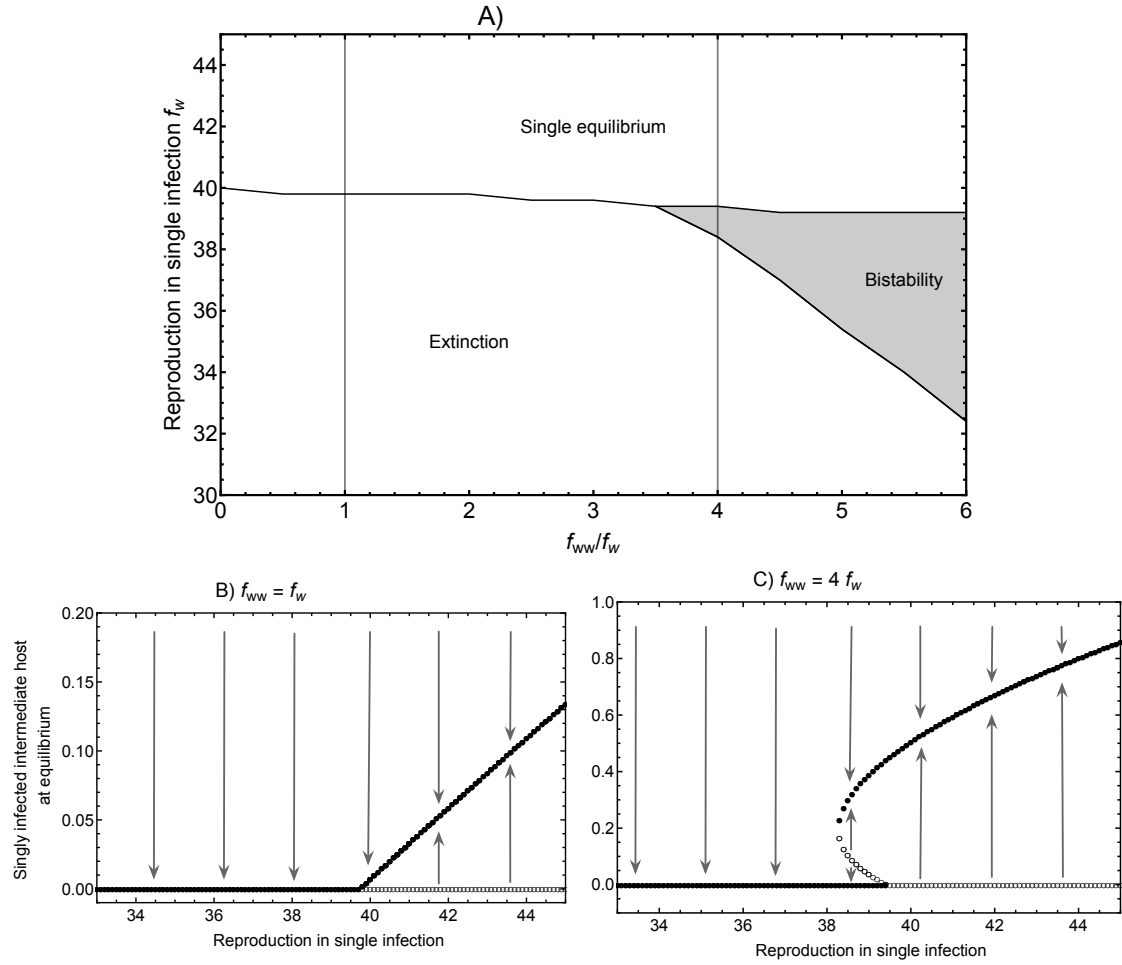 A)
Reproduction in single infection f_w
44
42
40
38
36
34
32
30
Single equilibrium
Bistability
Extinction
0 1 2 3 4 5 6
f_ww/f_w
B) f_ww = f_w
Singly infected intermediate host
at equilibrium
0.20
0.15
0.10
0.05
0.00
34 36 38 40 42 44
Reproduction in single infection
C) f_ww = 4 f_w
1.0
0.8
0.6
0.4
0.2
0.0
34 36 38 40 42 44
Reproduction in single infection